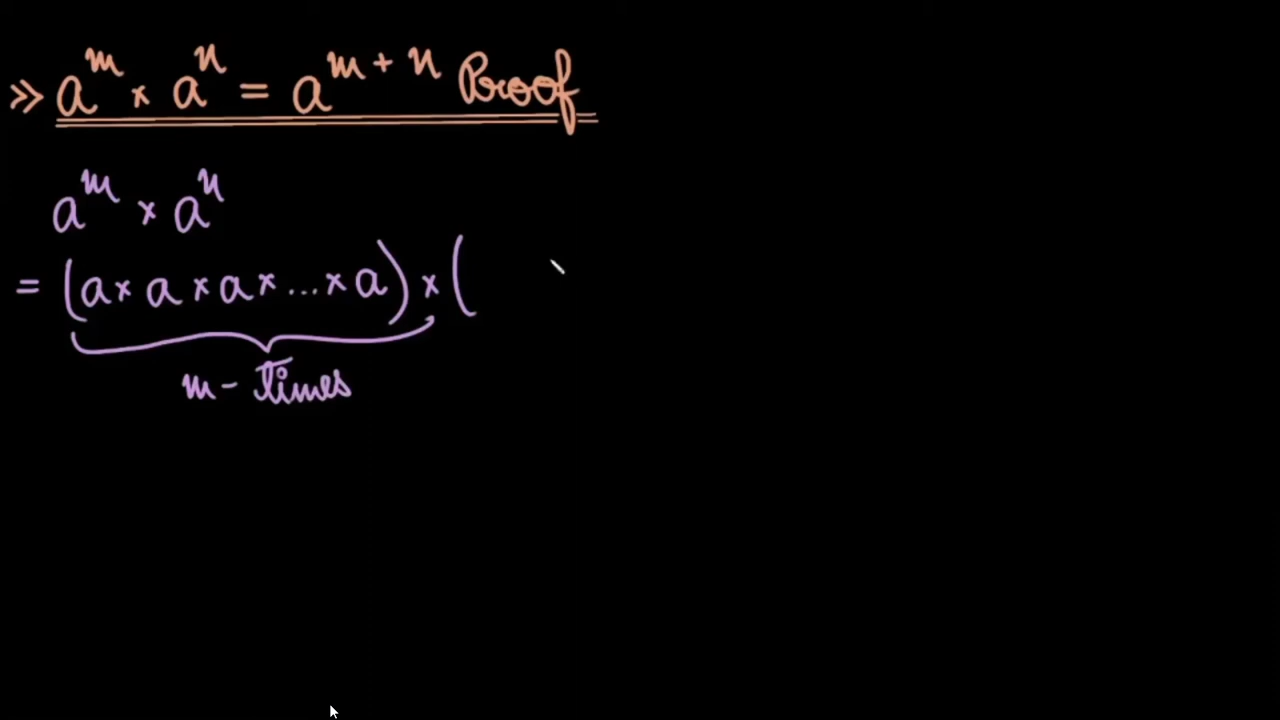 >> a^m × a^n = a^{m+n} Proof
a^m × a^n
= (a × a × a × ... × a) × (
m - Times